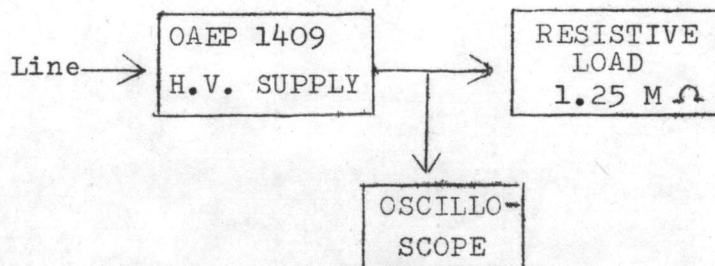 OAEP 1409
H.V. SUPPLY
Line
RESISTIVE
LOAD
1.25 M Ω
OSCILLO-
SCOPE